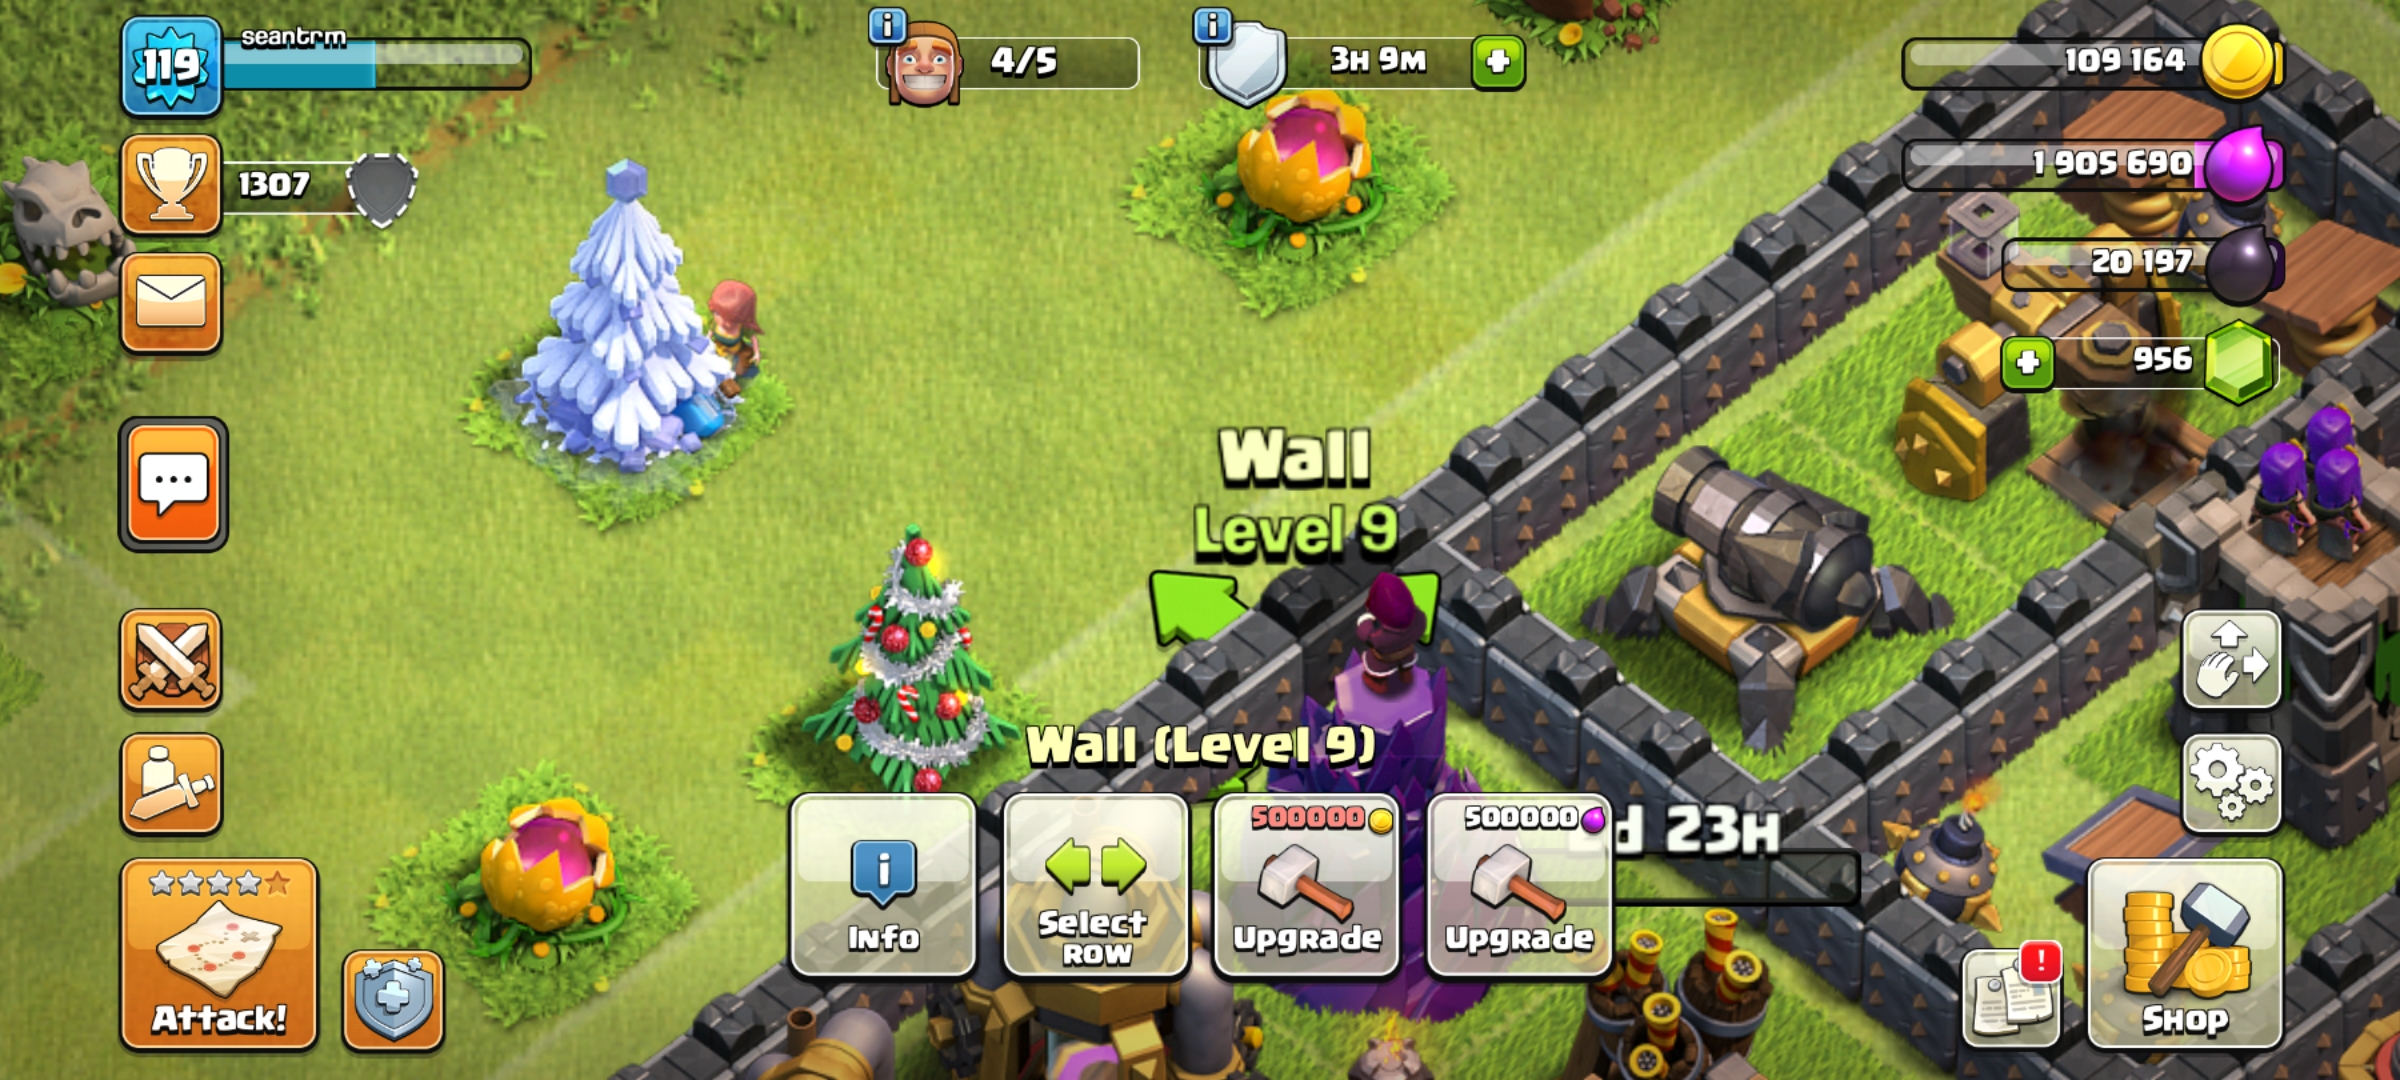 119
seantrm
4/5
3H 9M
109 164
1307
1 905 690
20 197
956
Wall
Level 9
Wall (Level 9)
Info
Select
ROW
500000
Upgrade
500000
Upgrade
d 23H
Attack!
!
SHOP